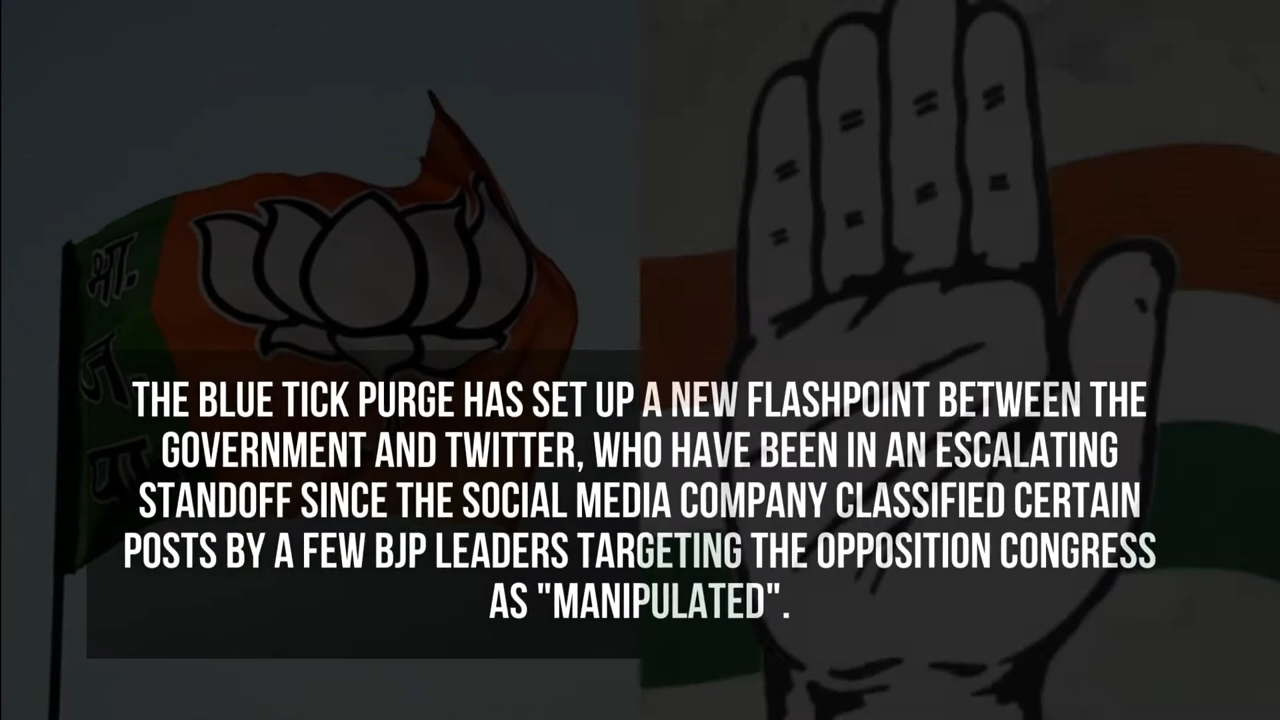 भा.
ज.
पा
THE BLUE TICK PURGE HAS SET UP A NEW FLASHPOINT BETWEEN THE
GOVERNMENT AND TWITTER, WHO HAVE BEEN IN AN ESCALATING
STANDOFF SINCE THE SOCIAL MEDIA COMPANY CLASSIFIED CERTAIN
POSTS BY A FEW BJP LEADERS TARGETING THE OPPOSITION CONGRESS
AS "MANIPULATED".